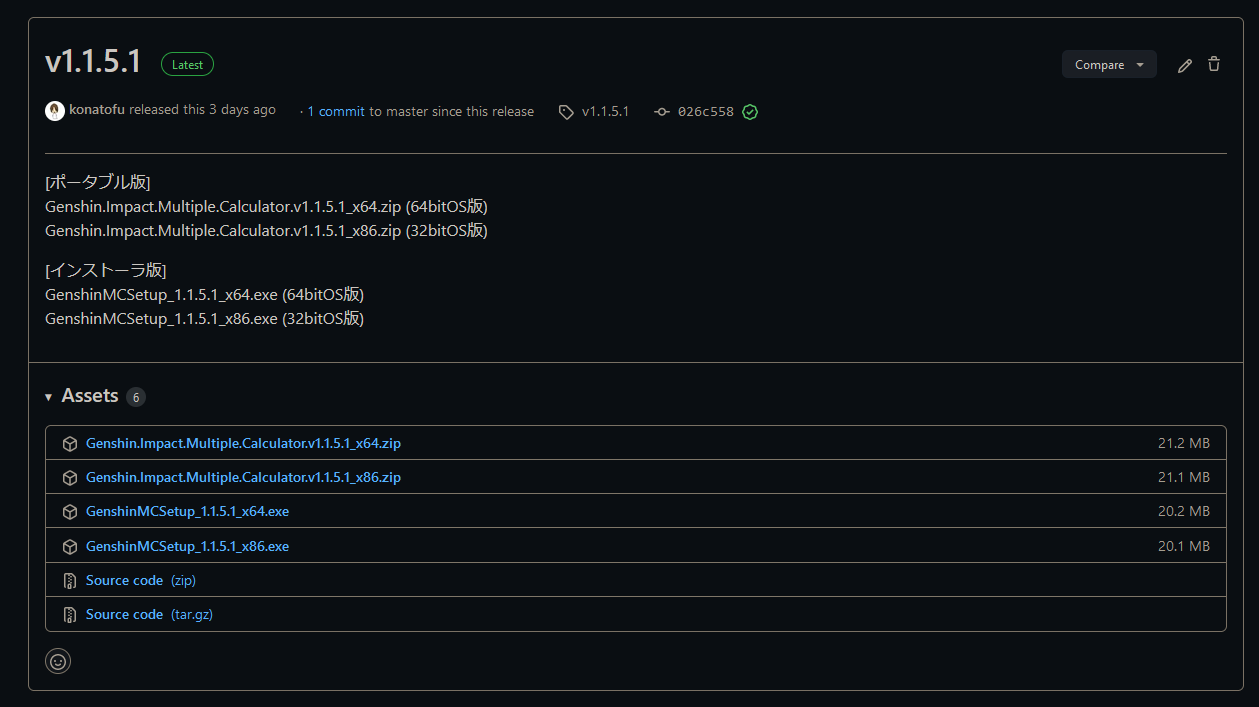 v1.1.5.1 Latest Compare
konatofu released this 3 days ago · 1 commit to master since this release v1.1.5.1 026c558
[ポータブル版]
Genshin.Impact.Multiple.Calculator.v1.1.5.1_x64.zip (64bitOS版)
Genshin.Impact.Multiple.Calculator.v1.1.5.1_x86.zip (32bitOS版)
[インストーラ版]
GenshinMCSetup_1.1.5.1_x64.exe (64bitOS版)
GenshinMCSetup_1.1.5.1_x86.exe (32bitOS版)
Assets 6
Genshin.Impact.Multiple.Calculator.v1.1.5.1_x64.zip 21.2 MB
Genshin.Impact.Multiple.Calculator.v1.1.5.1_x86.zip 21.1 MB
GenshinMCSetup_1.1.5.1_x64.exe 20.2 MB
GenshinMCSetup_1.1.5.1_x86.exe 20.1 MB
Source code (zip)
Source code (tar.gz)